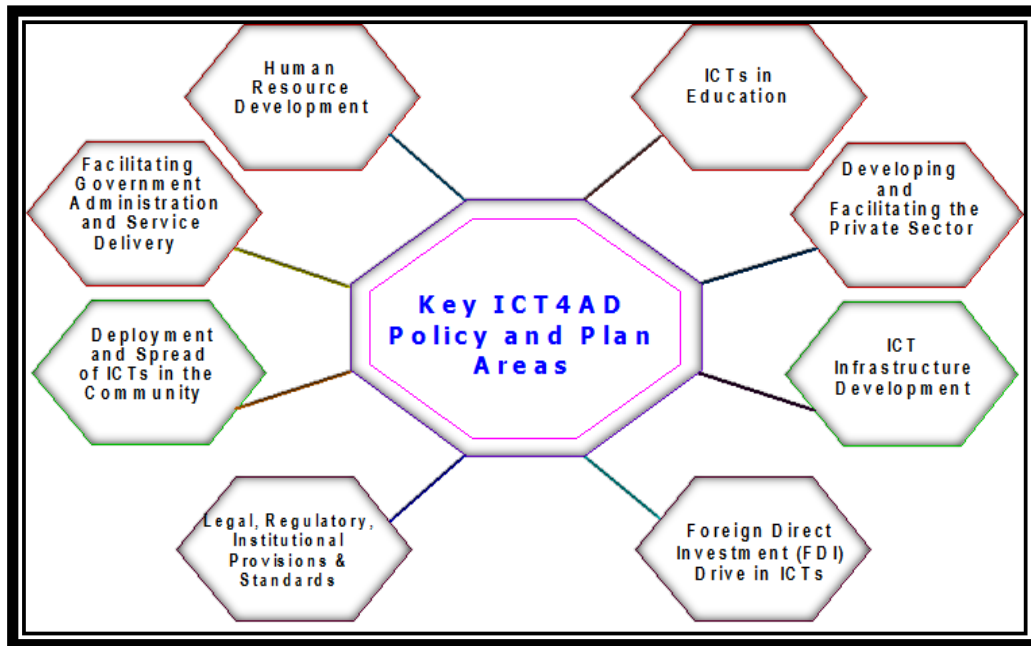 Human
Resource
Development
ICTs in
Education
Facilitating
Government
Administration
and Service
Delivery
Developing
and
Facilitating the
Private Sector
Key ICT4AD
Policy and Plan
Areas
Deployment
and Spread
of ICTs in the
Community
ICT
Infrastructure
Development
Legal, Regulatory,
Institutional
Provisions &
Standards
Foreign Direct
Investment (FDI)
Drive in ICTs